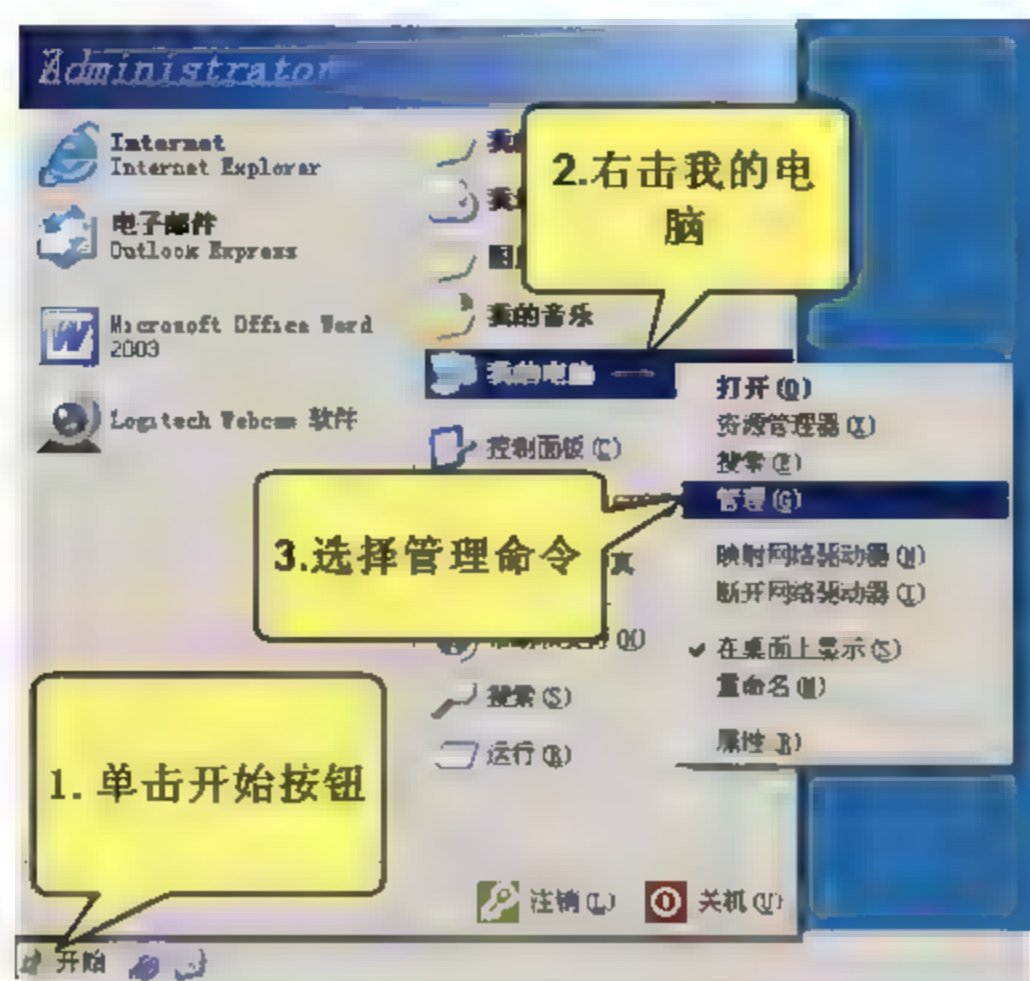 Administrator
Internet
Internet Explorer
电子邮件
Outlook Express
Microsoft Office Word
2003
Logitech Webcam 软件
2.右击我的电
脑
我的音乐
我的电脑
控制面板(C)
打开(O)
资源管理器(X)
搜索(E)
管理(G)
映射网络驱动器(N)
断开网络驱动器(I)
在桌面上显示(S)
重命名(M)
属性(R)
3.选择管理命令
(H)
搜索(S)
运行(R)
1.单击开始按钮
注销(L)
关机(U)
开始